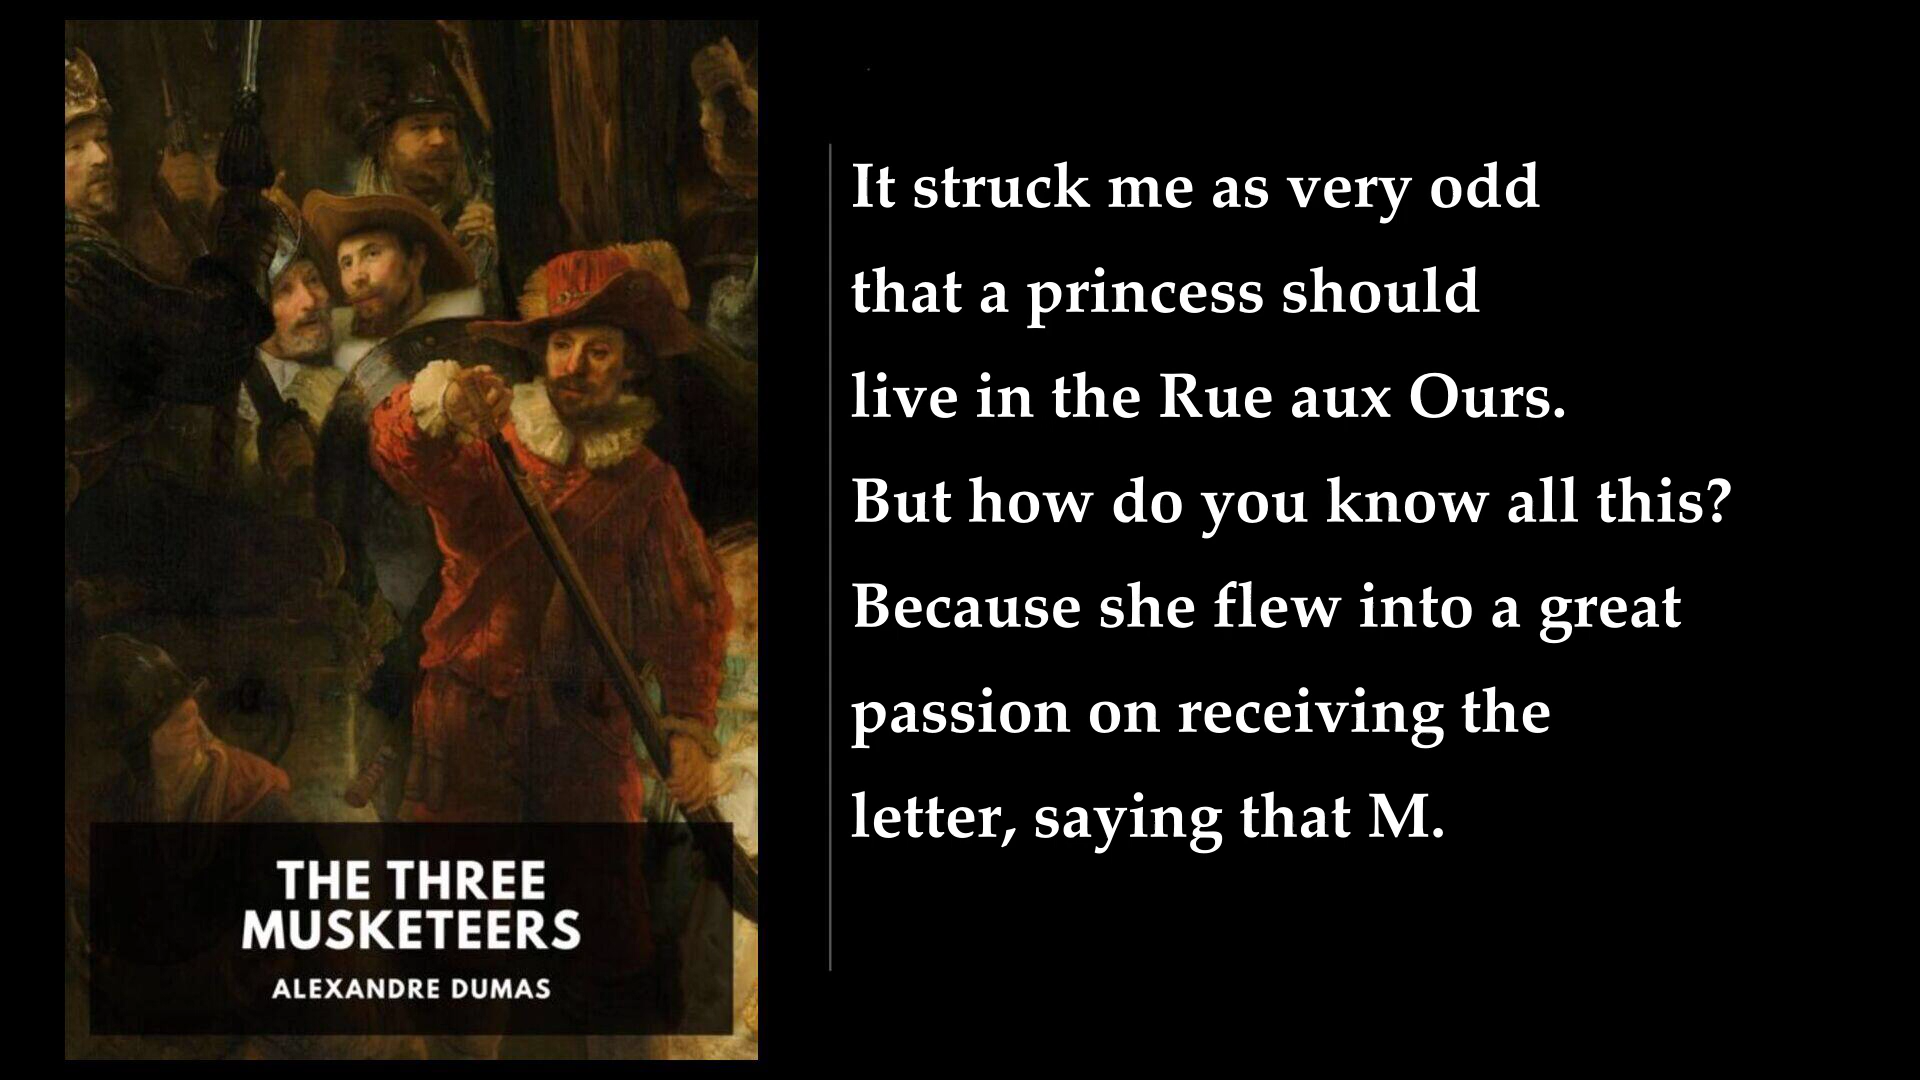 THE THREE
MUSKETEERS
ALEXANDRE DUMAS
It struck me as very odd
that a princess should
live in the Rue aux Ours.
But how do you know all this?
Because she flew into a great
passion on receiving the
letter, saying that M.